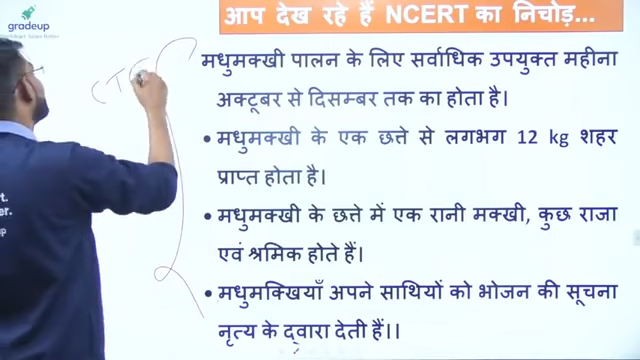 gradeup
आप देख रहे हैं NCERT का निचोड़...
मधुमक्खी पालन के लिए सर्वाधिक उपयुक्त महीना
अक्टूबर से दिसम्बर तक का होता है।
• मधुमक्खी के एक छत्ते से लगभग 12 kg शहर
प्राप्त होता है।
• मधुमक्खी के छत्ते में एक रानी मक्खी, कुछ राजा
एवं श्रमिक होते हैं।
• मधुमक्खियाँ अपने साथियों को भोजन की सूचना
नृत्य के द्वारा देती हैं।।